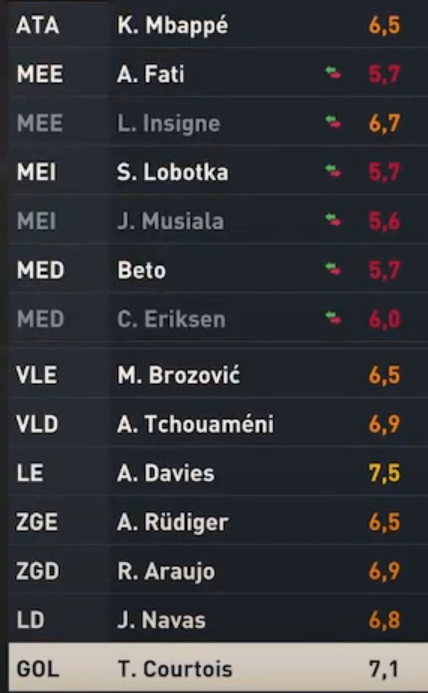 ATA K. Mbappé 6,5
MEE A. Fati 5,7
MEE L. Insigne 6,7
MEI S. Lobotka 5,7
MEI J. Musiala 5,6
MED Beto 5,7
MED C. Eriksen 6,0
VLE M. Brozović 6,5
VLD A. Tchouaméni 6,9
LE A. Davies 7,5
ZGE A. Rüdiger 6,5
ZGD R. Araujo 6,9
LD J. Navas 6,8
GOL T. Courtois 7,1